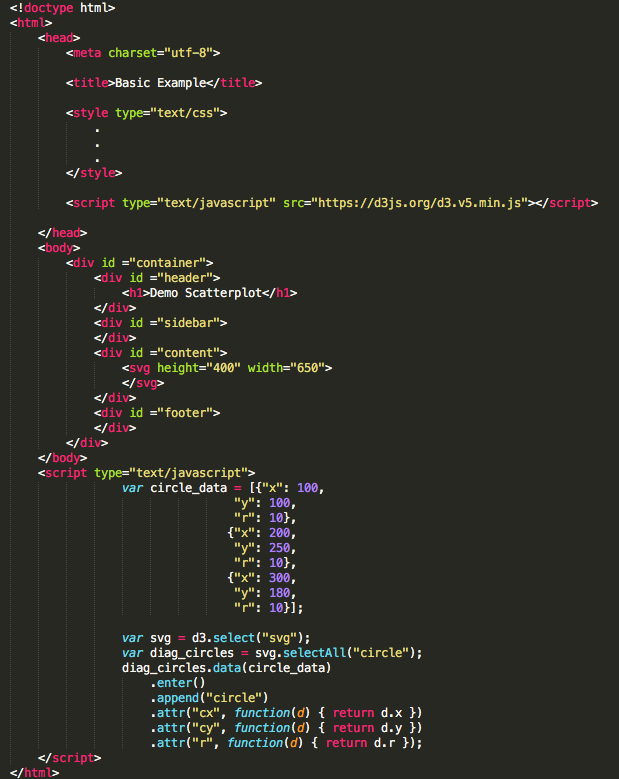 <!doctype html>
<html>
    <head>
        <meta charset="utf-8">

        <title>Basic Example</title>

        <style type="text/css">
            .
            .
            .
        </style>

        <script type="text/javascript" src="https://d3js.org/d3.v5.min.js"></script>

    </head>
    <body>
        <div id ="container">
            <div id ="header">
                <h1>Demo Scatterplot</h1>
            </div>
            <div id ="sidebar">
            </div>
            <div id ="content">
                <svg height="400" width="650">
                </svg>
            </div>
            <div id ="footer">
            </div>
        </div>
    </body>
    <script type="text/javascript">
                var circle_data = [{"x": 100,
                                "y": 100,
                                "r": 10},
                               {"x": 200,
                                "y": 250,
                                "r": 10},
                               {"x": 300,
                                "y": 180,
                                "r": 10}];

                var svg = d3.select("svg");
                var diag_circles = svg.selectAll("circle");
                diag_circles.data(circle_data)
                    .enter()
                    .append("circle")
                    .attr("cx", function(d) { return d.x })
                    .attr("cy", function(d) { return d.y })
                    .attr("r", function(d) { return d.r });
    </script>
</html>